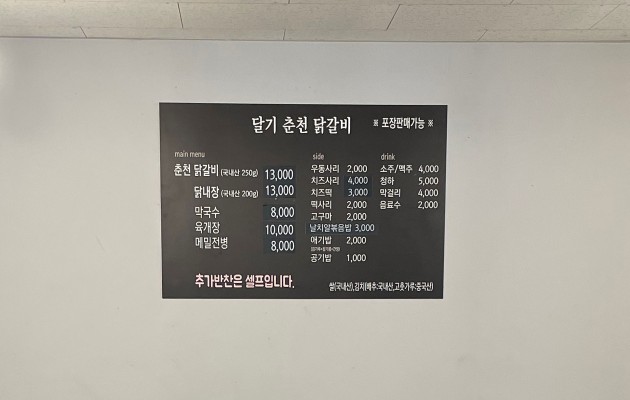 달기 춘천 닭갈비 ※ 포장판매가능 ※
main menu
춘천 닭갈비 (국내산 250g) 13,000
닭내장 (국내산 200g) 13,000
막국수 8,000
육개장 10,000
메밀전병 8,000
side
우동사리 2,000
치즈사리 4,000
치즈떡 3,000
떡사리 2,000
고구마 2,000
날치알볶음밥 3,000
애기밥 2,000
공기밥 1,000
drink
소주/맥주 4,000
청하 5,000
막걸리 4,000
음료수 2,000
추가반찬은 셀프입니다.
쌀(국내산),김치(배추:국내산,고춧가루:중국산)